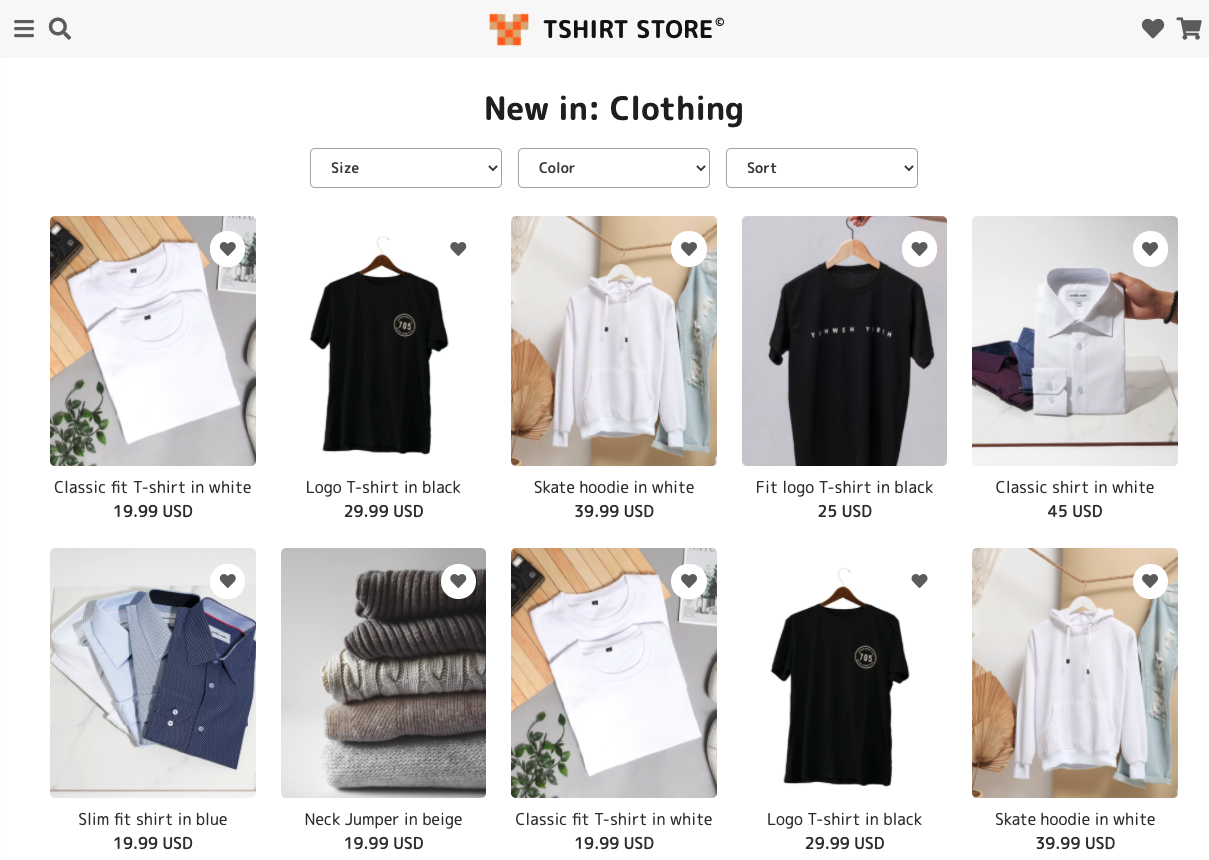 TSHIRT STORE©
New in: Clothing
Size
Color
Sort
705
Classic fit T-shirt in white
Logo T-shirt in black
Skate hoodie in white
Fit logo T-shirt in black
Classic shirt in white
19.99 USD
29.99 USD
39.99 USD
25 USD
45 USD
705
Slim fit shirt in blue
Neck Jumper in beige
Classic fit T-shirt in white
Logo T-shirt in black
Skate hoodie in white
19.99 USD
19.99 USD
19.99 USD
29.99 USD
39.99 USD